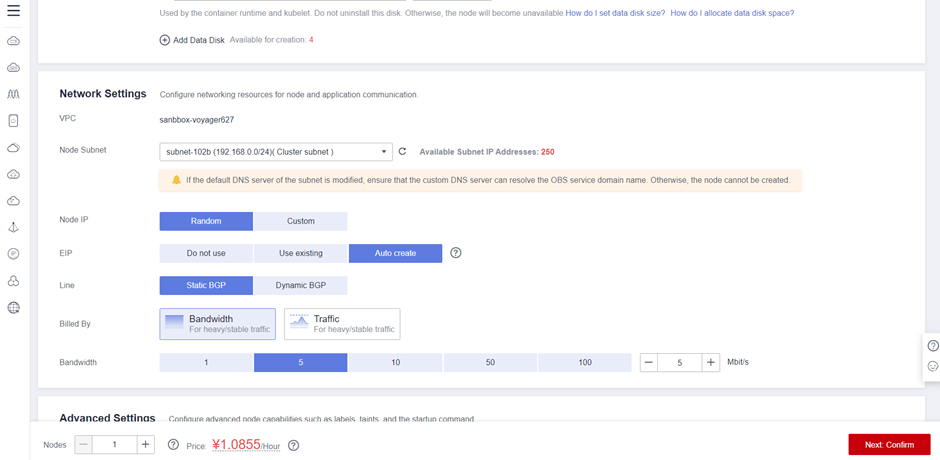 Used by the container runtime and kubelet. Do not uninstall this disk. Otherwise, the node will become unavailable.How do I set data disk size? How do I allocate data disk space?
Add Data Disk Available for creation: 4
Network Settings Configure networking resources for node and application communication.
VPC sanbbox-voyager627
Node Subnet subnet-102b (192.168.0.0/24)( Cluster subnet ) Available Subnet IP Addresses: 250
If the default DNS server of the subnet is modified, ensure that the custom DNS server can resolve the OBS service domain name. Otherwise, the node cannot be created.
Node IP Random Custom
EIP Do not use Use existing Auto create ?
Line Static BGP Dynamic BGP
Billed By Bandwidth Traffic
For heavy/stable traffic For heavy/stable traffic
Bandwidth 1 5 10 50 100 — 5 + Mbit/s
Advanced Settings Configure advanced node capabilities such as labels, taints, and the startup command.
Nodes — 1 + ? Price: ¥1.0855/Hour ? Next: Confirm